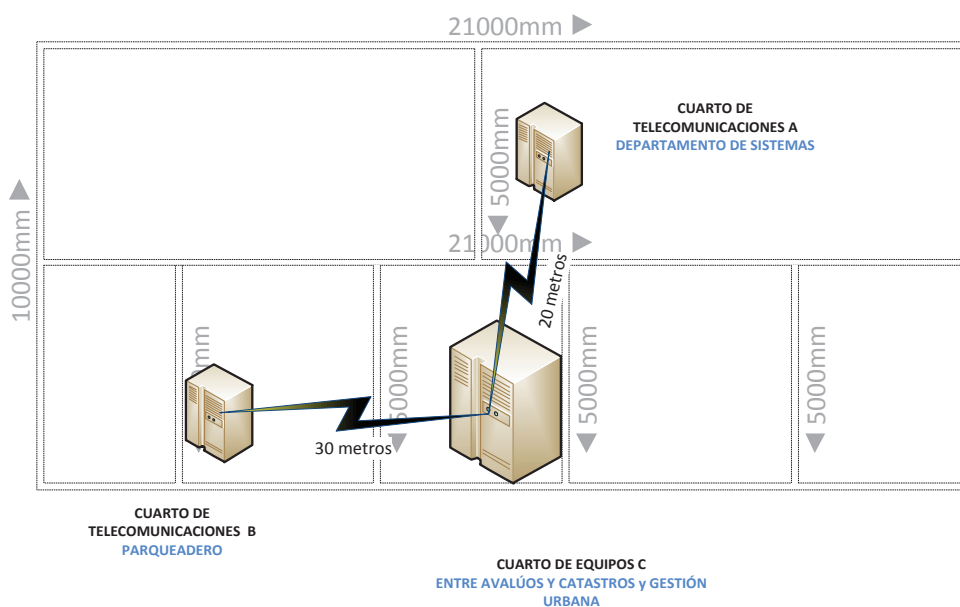 21000mm
CUARTO DE
TELECOMUNICACIONES A
DEPARTAMENTO DE SISTEMAS
5000mm
10000mm
21000mm
20 metros
5000mm
5000mm
5000mm
30 metros
CUARTO DE
TELECOMUNICACIONES B
PARQUEADERO
CUARTO DE EQUIPOS C
ENTRE AVALÚOS Y CATASTROS y GESTIÓN
URBANA